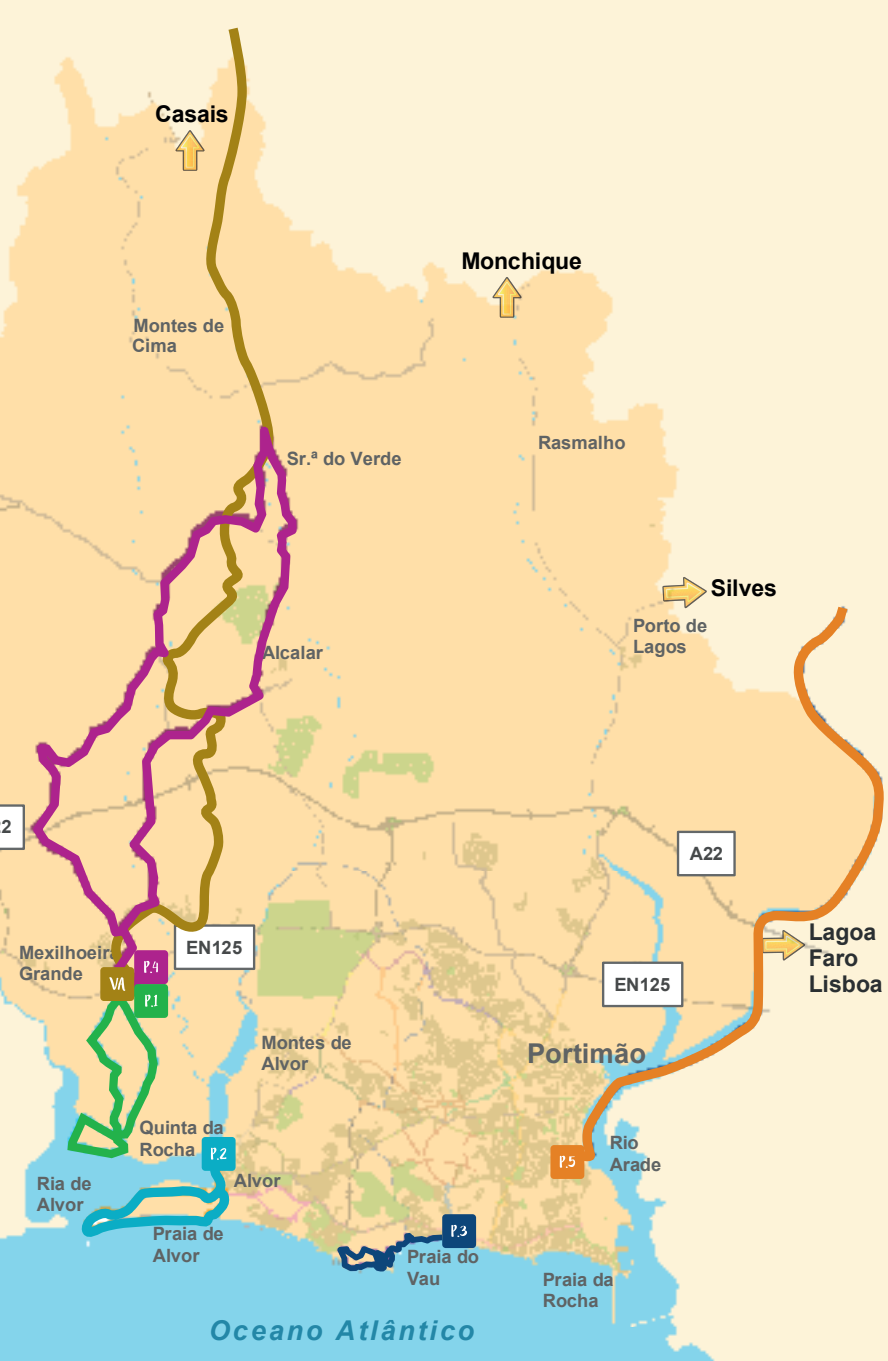 Casais
Monchique
Montes de
Cima
Rasmalho
Sr.ª do Verde
Silves
Porto de
Lagos
Alcalar
22
A22
Lagoa
Faro
Lisboa
Mexilhoeira
Grande
EN125
P.4
VA
P.1
EN125
Montes de
Alvor
Portimão
Quinta da
Rocha
P.2
P.5
Rio
Arade
Ria de
Alvor
Alvor
Praia de
Alvor
P.3
Praia do
Vau
Praia da
Rocha
Oceano Atlântico